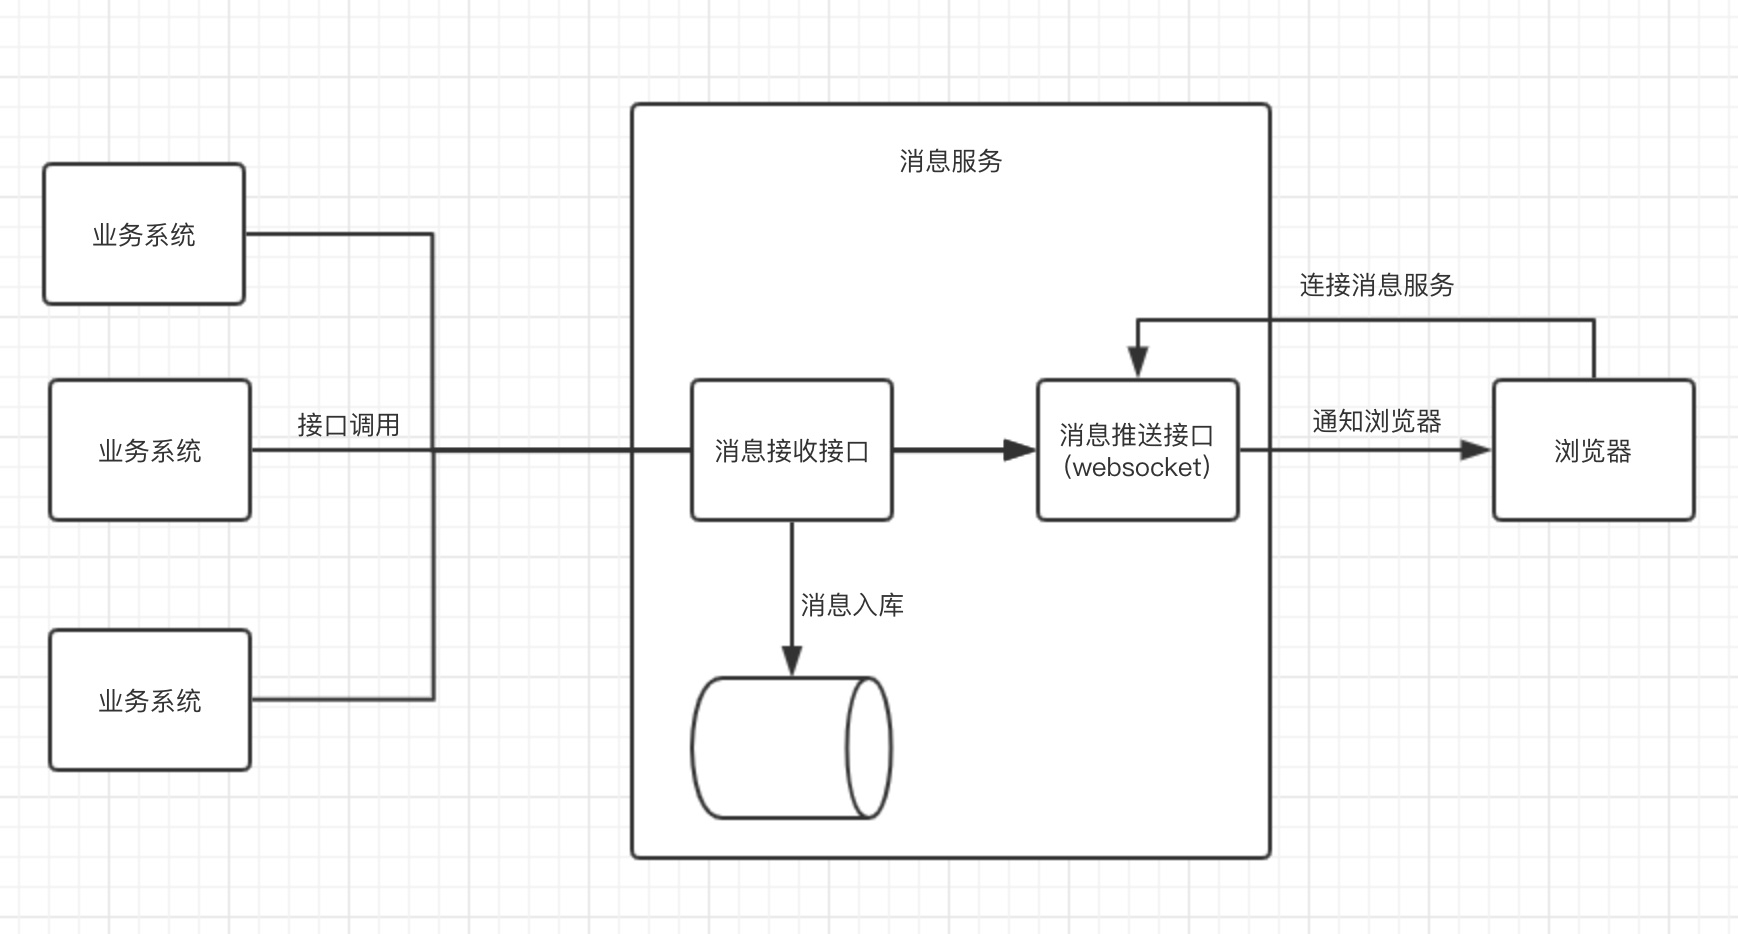 消息服务
业务系统
连接消息服务
业务系统
接口调用
消息接收接口
消息推送接口
(websocket)
通知浏览器
浏览器
消息入库
业务系统